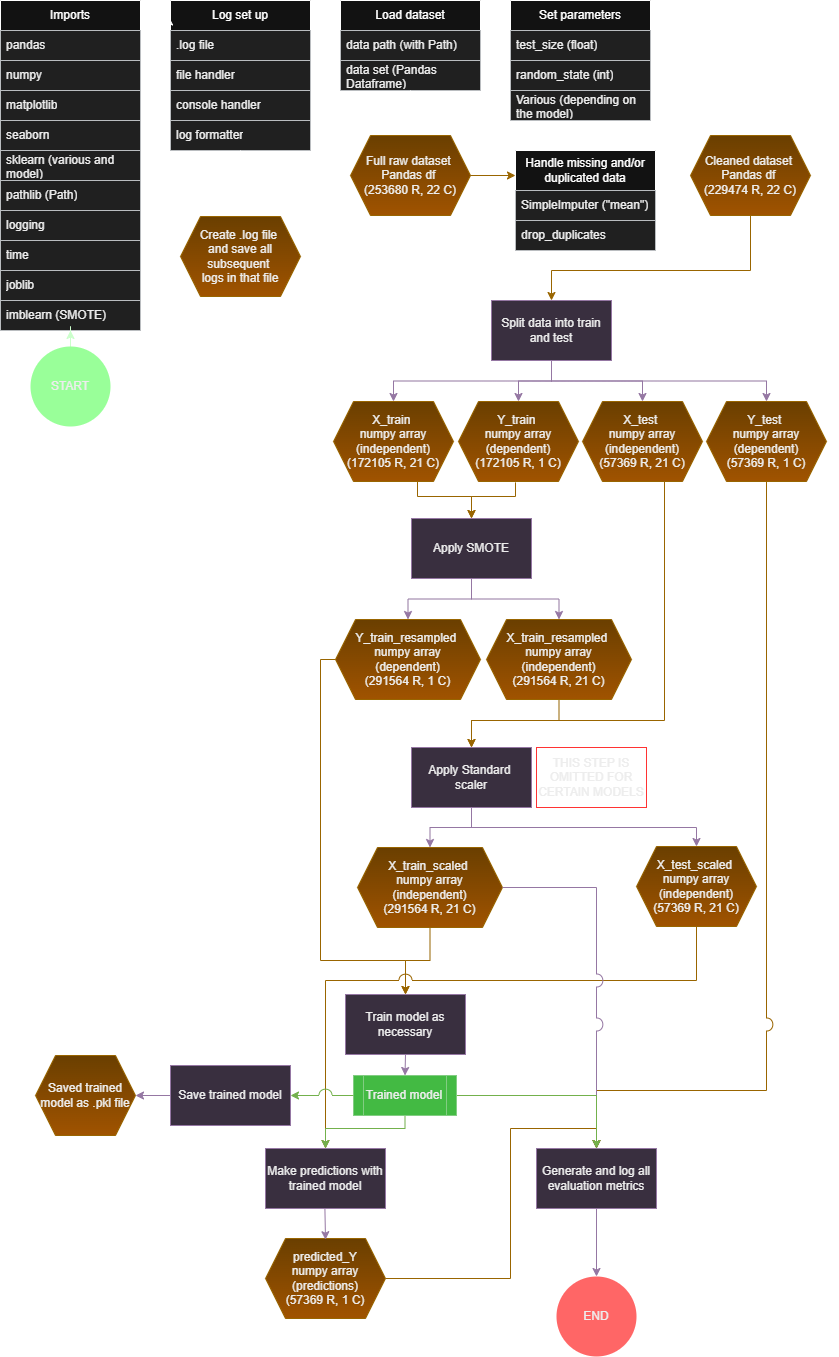 Imports
pandas
numpy
matplotlib
seaborn
sklearn (various and
model)
pathlib (Path)
logging
time
joblib
imblearn (SMOTE)
START
Log set up
.log file
file handler
console handler
log formatter
Create .log file
and save all
subsequent
logs in that file
Load dataset
data path (with Path)
data set (Pandas
Dataframe)
Set parameters
test_size (float)
random_state (int)
Various (depending on
the model)
Full raw dataset
Pandas df
(253680 R, 22 C)
Handle missing and/or
duplicated data
SimpleImputer ("mean")
drop_duplicates
Cleaned dataset
Pandas df
(229474 R, 22 C)
Split data into train
and test
X_train
numpy array
(independent)
(172105 R, 21 C)
Y_train
numpy array
(dependent)
(172105 R, 1 C)
X_test
numpy array
(independent)
(57369 R, 21 C)
Y_test
numpy array
(dependent)
(57369 R, 1 C)
Apply SMOTE
Y_train_resampled
numpy array
(dependent)
(291564 R, 1 C)
X_train_resampled
numpy array
(independent)
(291564 R, 21 C)
Apply Standard
scaler
THIS STEP IS
OMITTED FOR
CERTAIN MODELS
X_train_scaled
numpy array
(independent)
(291564 R, 21 C)
X_test_scaled
numpy array
(independent)
(57369 R, 21 C)
Train model as
necessary
Saved trained
model as .pkl file
Save trained model
Trained model
Make predictions with
trained model
Generate and log all
evaluation metrics
predicted_Y
numpy array
(predictions)
(57369 R, 1 C)
END